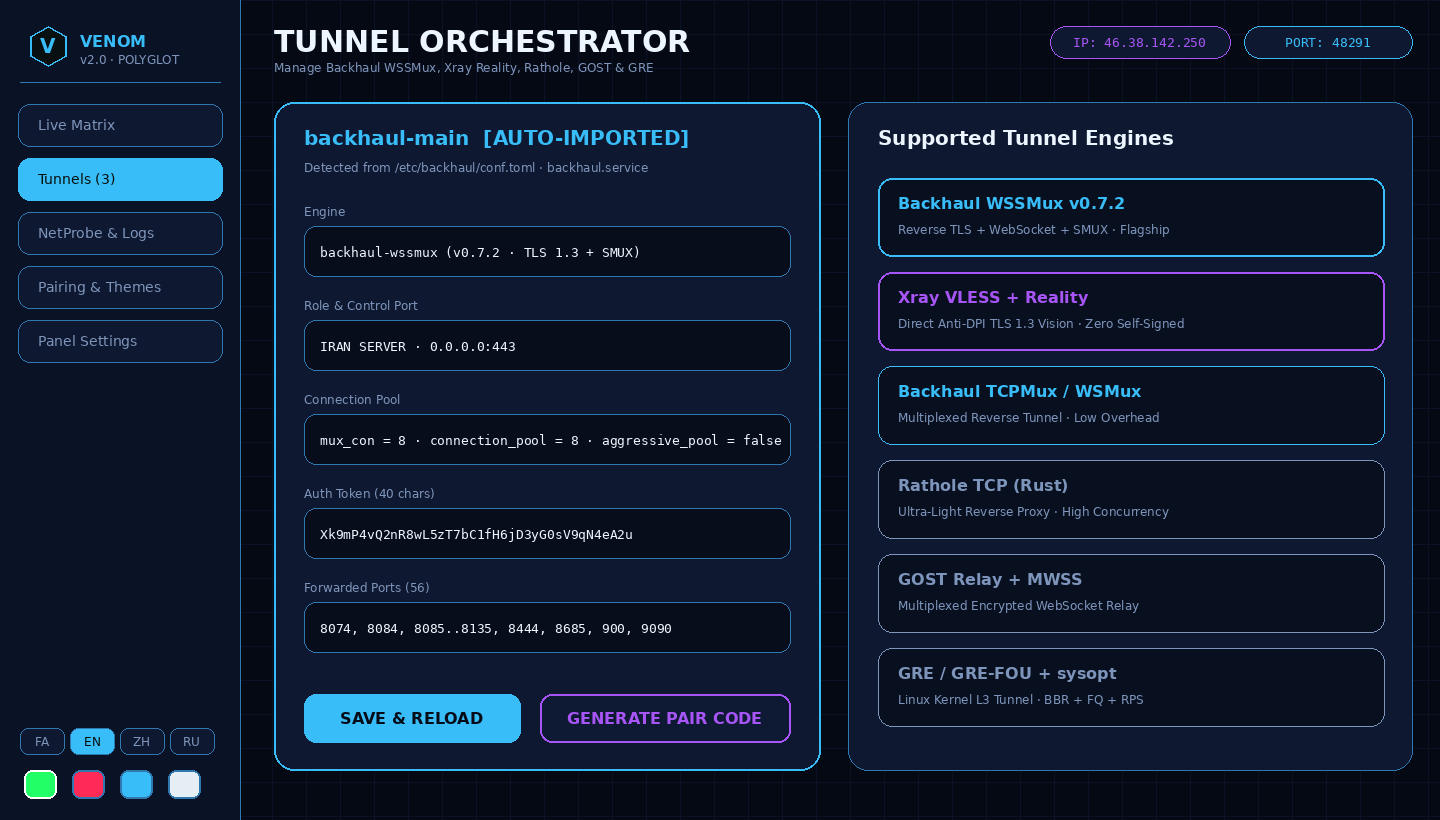 V
VENOM
v2.0 · POLYGLOT
Live Matrix
Tunnels (3)
NetProbe & Logs
Pairing & Themes
Panel Settings
FA
EN
ZH
RU
TUNNEL ORCHESTRATOR
Manage Backhaul WSSMux, Xray Reality, Rathole, GOST & GRE
IP: 46.38.142.250
PORT: 48291
backhaul-main [AUTO-IMPORTED]
Detected from /etc/backhaul/conf.toml · backhaul.service
Engine
backhaul-wssmux (v0.7.2 · TLS 1.3 + SMUX)
Role & Control Port
IRAN SERVER · 0.0.0.0:443
Connection Pool
mux_con = 8 · connection_pool = 8 · aggressive_pool = false
Auth Token (40 chars)
Xk9mP4vQ2nR8wL5zT7bC1fH6jD3yG0sV9qN4eA2u
Forwarded Ports (56)
8074, 8084, 8085..8135, 8444, 8685, 900, 9090
SAVE & RELOAD
GENERATE PAIR CODE
Supported Tunnel Engines
Backhaul WSSMux v0.7.2
Reverse TLS + WebSocket + SMUX · Flagship
Xray VLESS + Reality
Direct Anti-DPI TLS 1.3 Vision · Zero Self-Signed
Backhaul TCPMux / WSMux
Multiplexed Reverse Tunnel · Low Overhead
Rathole TCP (Rust)
Ultra-Light Reverse Proxy · High Concurrency
GOST Relay + MWSS
Multiplexed Encrypted WebSocket Relay
GRE / GRE-FOU + sysopt
Linux Kernel L3 Tunnel · BBR + FQ + RPS